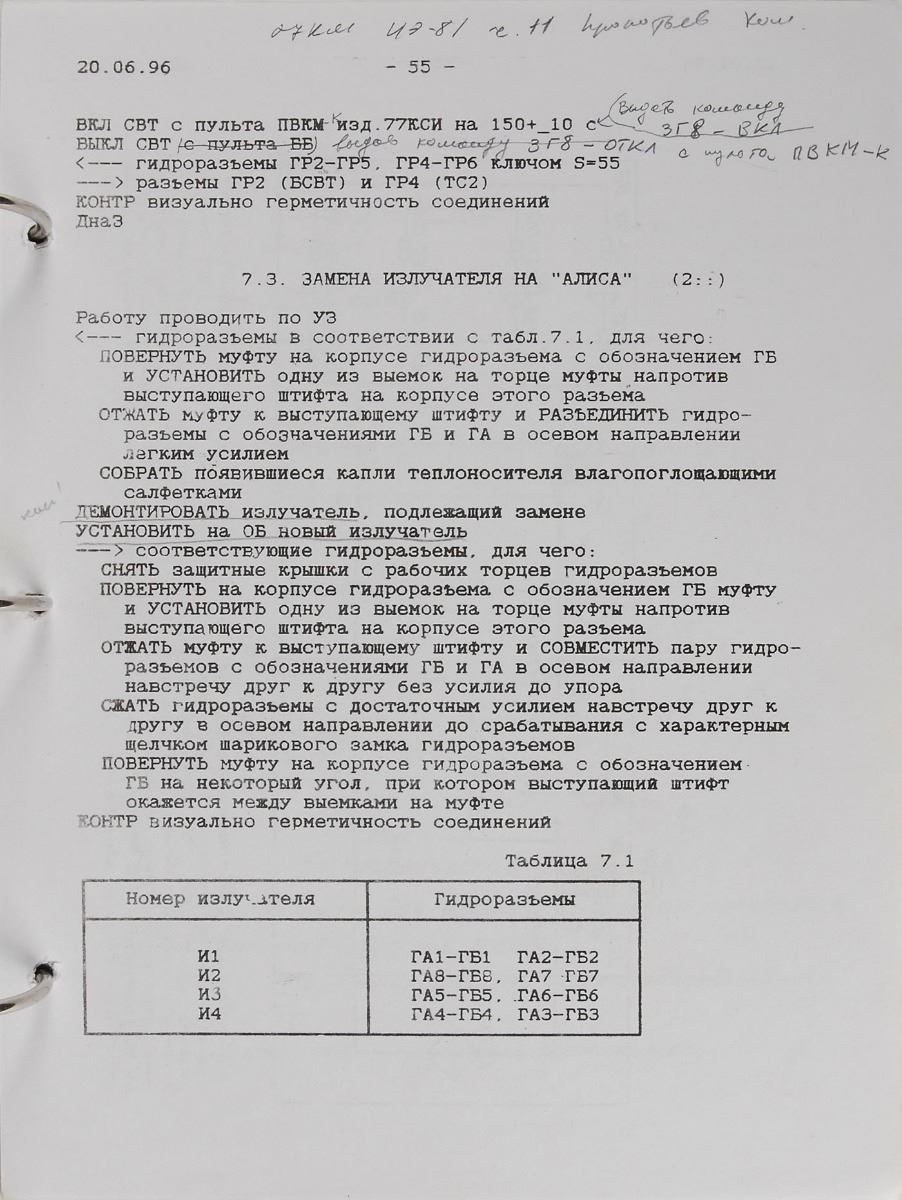 ОТКМ ИЭ-81 с.11 Прокофьев
20.06.96 - 55 -
(Выдать команду
ВКЛ СВТ с пульта ПВКМ-К изд.77КСИ на 150+_10 с ЗГ8 - ВКЛ
ВЫКЛ СВТ (с пульта ББ) выдав команду ЗГ8 - ОТКЛ с пульта ПВКМ-К
<--- гидроразъемы ГР2-ГР5, ГР4-ГР6 ключом S=55
---> разъемы ГР2 (БСВТ) и ГР4 (ТС2)
КОНТР визуально герметичность соединений
Дна3
7.3. ЗАМЕНА ИЗЛУЧАТЕЛЯ НА "АЛИСА" (2::)
Работу проводить по УЗ
<--- гидроразъемы в соответствии с табл.7.1, для чего:
ПОВЕРНУТЬ муфту на корпусе гидроразъема с обозначением ГБ
и УСТАНОВИТЬ одну из выемок на торце муфты напротив
выступающего штифта на корпусе этого разъема
ОТЖАТЬ муфту к выступающему штифту и РАЗЪЕДИНИТЬ гидро-
разъемы с обозначениями ГБ и ГА в осевом направлении
легким усилием
СОБРАТЬ появившиеся капли теплоносителя влагопоглощающими
салфетками
ДЕМОНТИРОВАТЬ излучатель, подлежащий замене
УСТАНОВИТЬ на ОБ новый излучатель
---> соответствующие гидроразъемы, для чего:
СНЯТЬ защитные крышки с рабочих торцев гидроразъемов
ПОВЕРНУТЬ на корпусе гидроразъема с обозначением ГБ муфту
и УСТАНОВИТЬ одну из выемок на торце муфты напротив
выступающего штифта на корпусе этого разъема
ОТЖАТЬ муфту к выступающему штифту и СОВМЕСТИТЬ пару гидро-
разъемов с обозначениями ГБ и ГА в осевом направлении
навстречу друг к другу без усилия до упора
СЖАТЬ гидроразъемы с достаточным усилием навстречу друг к
другу в осевом направлении до срабатывания с характерным
щелчком шарикового замка гидроразъемов
ПОВЕРНУТЬ муфту на корпусе гидроразъема с обозначением
ГБ на некоторый угол, при котором выступающий штифт
окажется между выемками на муфте
КОНТР визуально герметичность соединений
Таблица 7.1
Номер излучателя Гидроразъемы
И1 ГА1-ГБ1 ГА2-ГБ2
И2 ГА8-ГБ8, ГА7-ГБ7
И3 ГА5-ГБ5, ГА6-ГБ6
И4 ГА4-ГБ4, ГА3-ГБ3